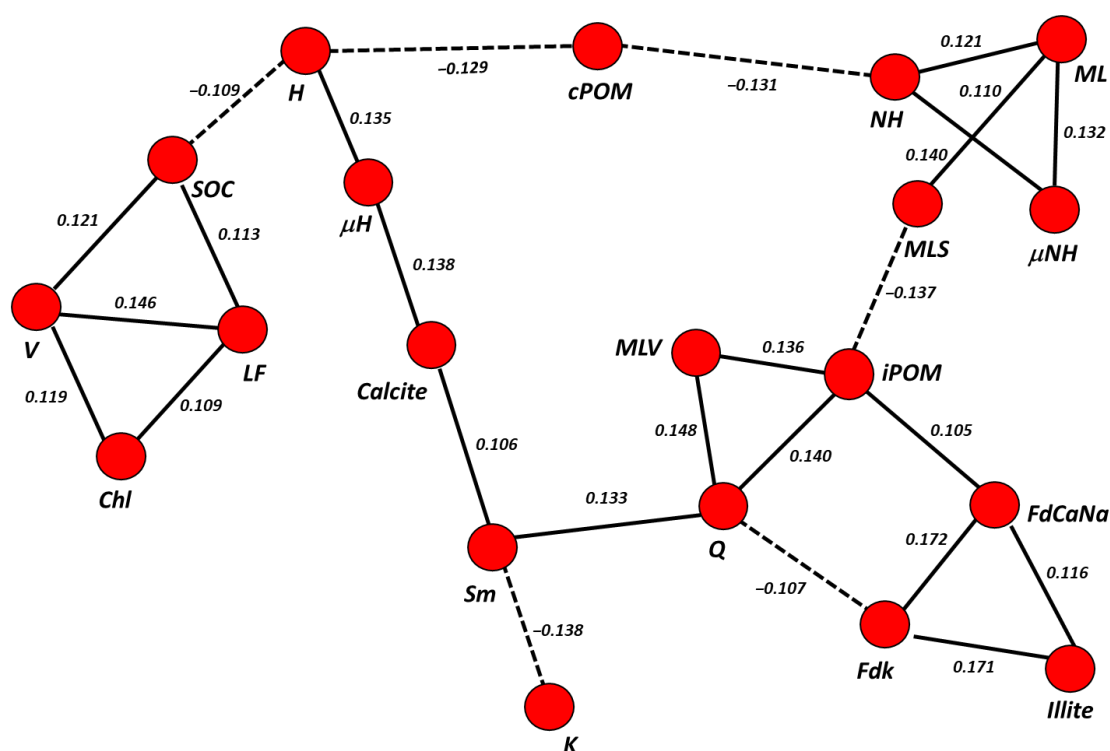 0.121
ML
−0.109
H
−0.129
cPOM
−0.131
NH
0.110
0.135
0.132
0.140
SOC
μH
MLS
μNH
0.121
0.113
0.138
−0.137
0.146
V
LF
MLV
0.136
iPOM
Calcite
0.119
0.109
0.105
0.148
0.140
0.106
Chl
0.133
FdCaNa
Q
0.172
0.116
Sm
−0.107
−0.138
Fdk
0.171
Illite
K